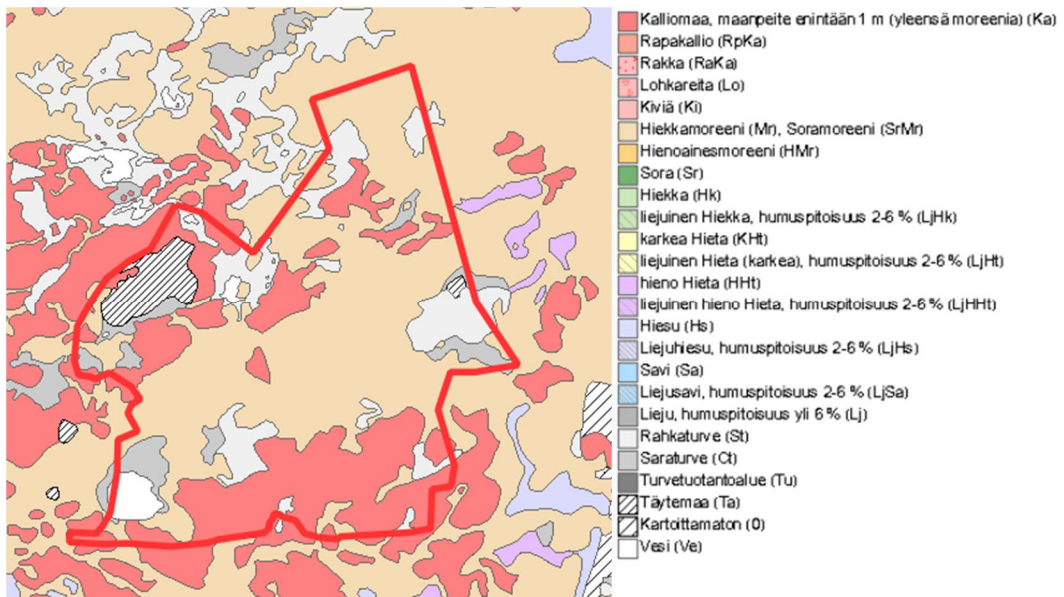 Kalliomaa, maanpeite enintään 1 m (yleensä moreenia) (Ka)
Rapakallio (RpKa)
Rakka (RaKa)
Lohkareita (Lo)
Kiviä (Ki)
Hiekkamoreeni (Mr), Soramoreeni (SrMr)
Hienoainesmoreeni (HMr)
Sora (Sr)
Hiekka (Hk)
liejuinen Hiekka, humuspitoisuus 2-6 % (LjHk)
karkea Hieta (KHt)
liejuinen Hieta (karkea), humuspitoisuus 2-6 % (LjHt)
hieno Hieta (HHt)
liejuinen hieno Hieta, humuspitoisuus 2-6 % (LjHHt)
Hiesu (Hs)
Liejuhiesu, humuspitoisuus 2-6 % (LjHs)
Savi (Sa)
Liejusavi, humuspitoisuus 2-6 % (LjSa)
Lieju, humuspitoisuus yli 6 % (Lj)
Rahkaturve (St)
Saraturve (Ct)
Turvetuotantoalue (Tu)
Täytemaa (Ta)
Kartoittamaton (0)
Vesi (Ve)